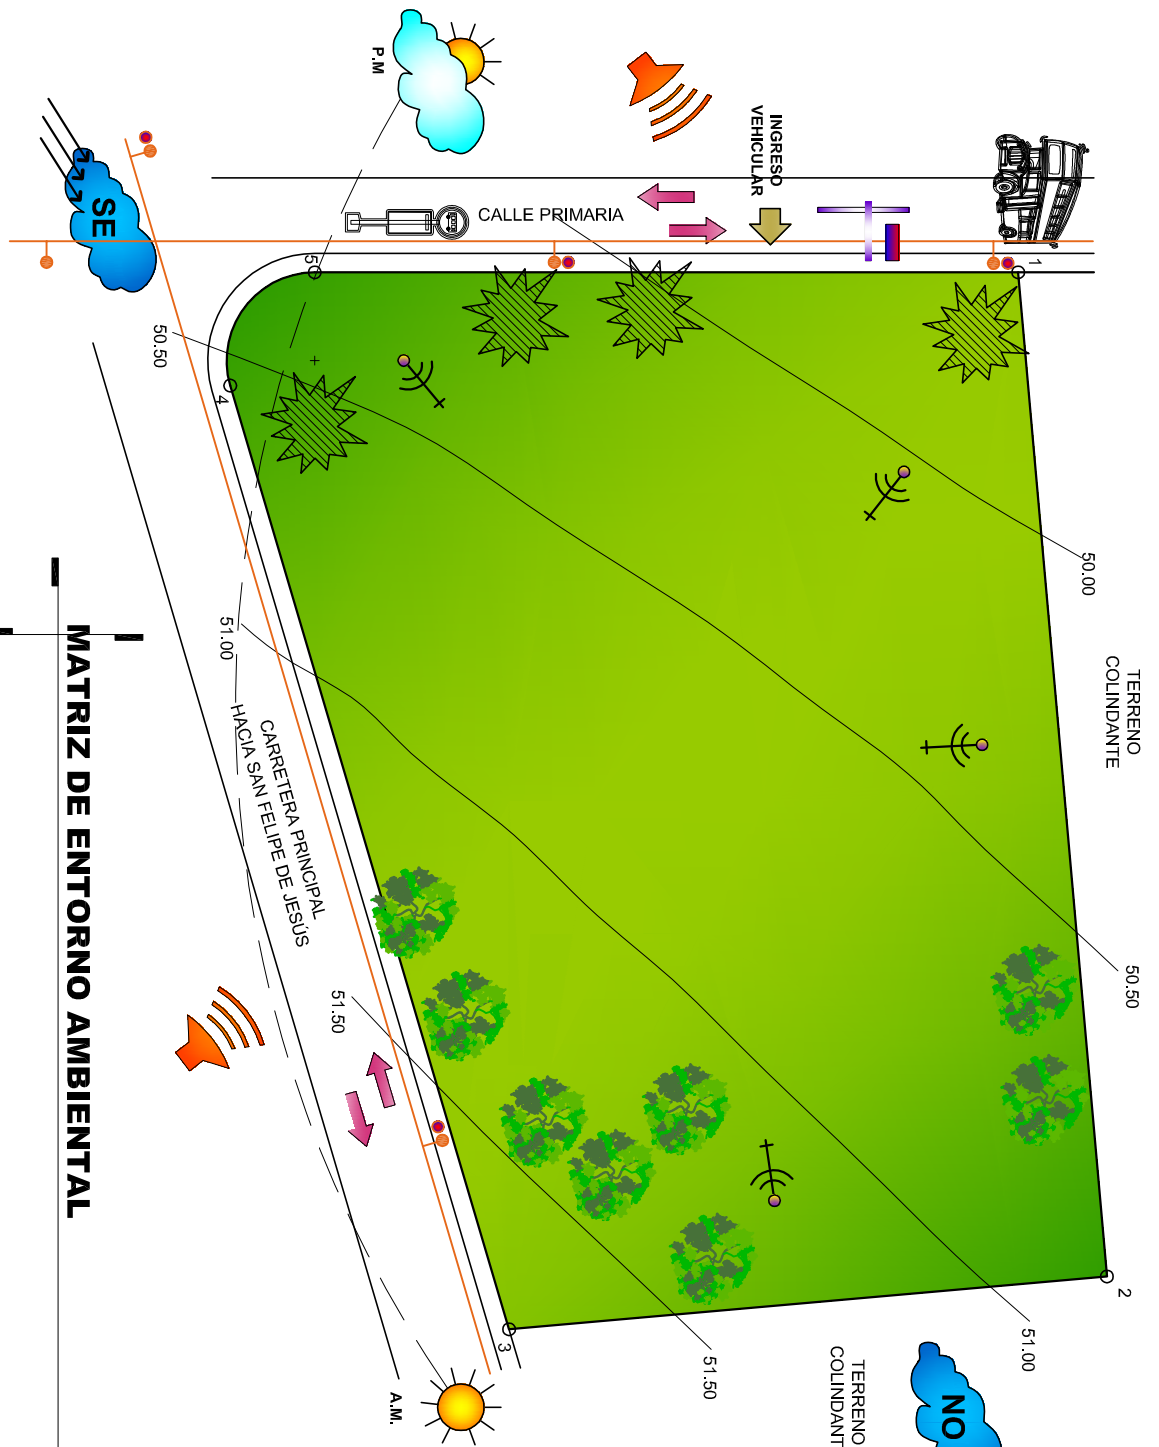 TERRENO
COLINDANTE
1
50.00
50.50
2
INGRESO
VEHICULAR
CALLE PRIMARIA
P.M
SE
5
4
50.50
51.00
CARRETERA PRINCIPAL
HACIA SAN FELIPE DE JESÚS
51.50
3
A.M.
51.50
51.00
TERRENO
COLINDANT
NO
MATRIZ DE ENTORNO AMBIENTAL